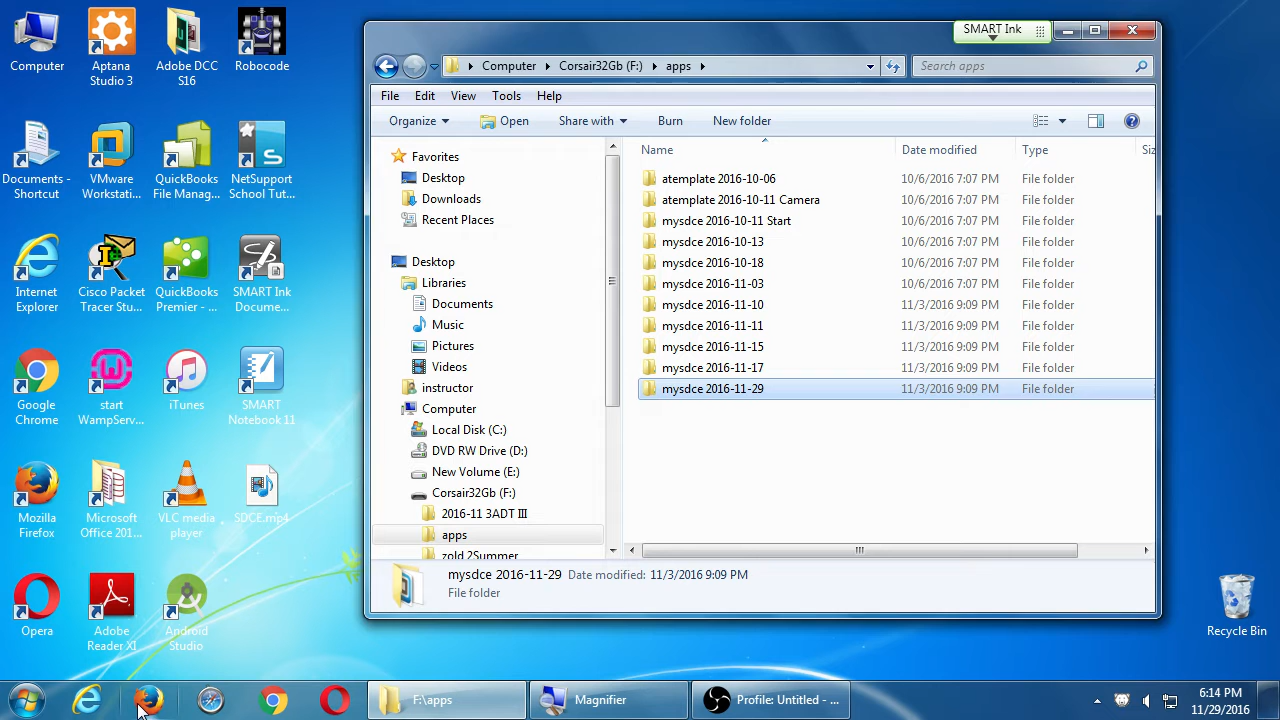 Computer
Aptana
Studio 3
Adobe DCC
S16
Robocode
Documents -
Shortcut
VMware
Workstati...
QuickBooks
File Manag...
NetSupport
School Tut...
Internet
Explorer
Cisco Packet
Tracer Stu...
QuickBooks
Premier - ...
SMART Ink
Docume...
Google
Chrome
start
WampServ...
iTunes
SMART
Notebook 11
Mozilla
Firefox
Microsoft
Office 201...
VLC media
player
SDCE.mp4
Opera
Adobe
Reader XI
Android
Studio
SMART Ink
Computer
Corsair32Gb (F:)
apps
Search apps
File Edit View Tools Help
Organize Open Share with Burn New folder
Favorites
Desktop
Downloads
Recent Places
Desktop
Libraries
Documents
Music
Pictures
Videos
instructor
Computer
Local Disk (C:)
DVD RW Drive (D:)
New Volume (E:)
Corsair32Gb (F:)
2016-11 3ADT III
apps
zold 2Summer
Name Date modified Type Siz
atemplate 2016-10-06 10/6/2016 7:07 PM File folder
atemplate 2016-10-11 Camera 10/6/2016 7:07 PM File folder
mysdce 2016-10-11 Start 10/6/2016 7:07 PM File folder
mysdce 2016-10-13 10/6/2016 7:07 PM File folder
mysdce 2016-10-18 10/6/2016 7:07 PM File folder
mysdce 2016-11-03 10/6/2016 7:07 PM File folder
mysdce 2016-11-10 11/3/2016 9:09 PM File folder
mysdce 2016-11-11 11/3/2016 9:09 PM File folder
mysdce 2016-11-15 11/3/2016 9:09 PM File folder
mysdce 2016-11-17 11/3/2016 9:09 PM File folder
mysdce 2016-11-29 11/3/2016 9:09 PM File folder
mysdce 2016-11-29 Date modified: 11/3/2016 9:09 PM
File folder
Recycle Bin
F:\apps
Magnifier
Profile: Untitled - ...
6:14 PM
11/29/2016